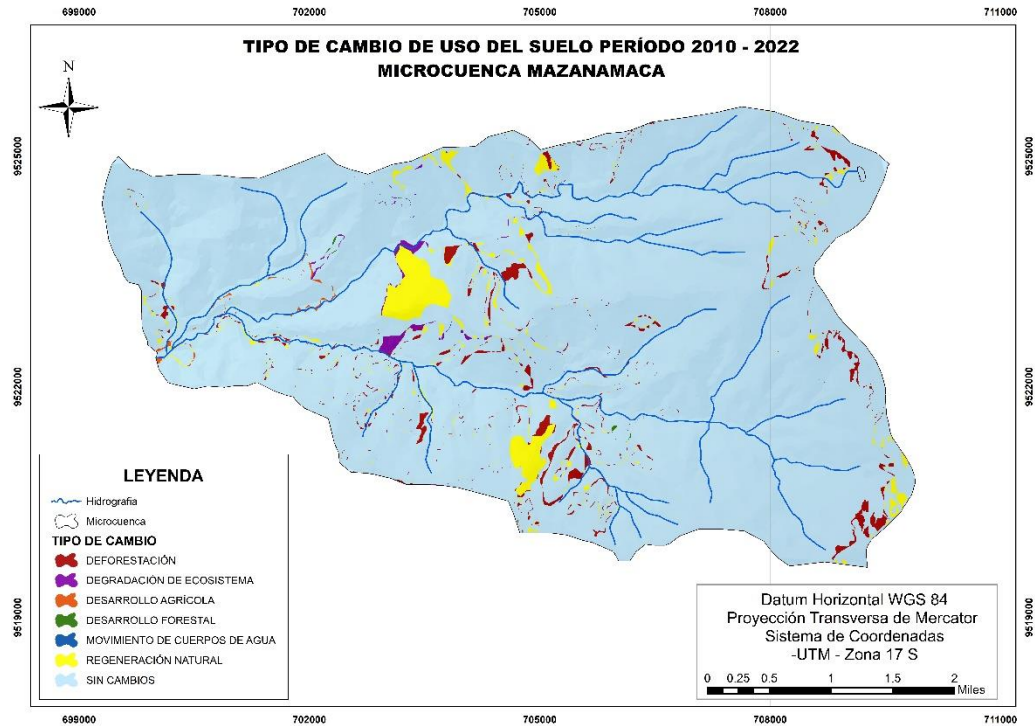 699000 702000 705000 708000 711000
TIPO DE CAMBIO DE USO DEL SUELO PERÍODO 2010 - 2022
MICROCUENCA MAZANAMACA
N
9525000 9525000
9522000 9522000
LEYENDA
Hidrografia
Microcuenca
TIPO DE CAMBIO
DEFORESTACIÓN
DEGRADACIÓN DE ECOSISTEMA
DESARROLLO AGRÍCOLA
DESARROLLO FORESTAL
MOVIMIENTO DE CUERPOS DE AGUA
REGENERACIÓN NATURAL
SIN CAMBIOS
Datum Horizontal WGS 84
Proyección Transversa de Mercator
Sistema de Coordenadas
-UTM - Zona 17 S
0 0.25 0.5 1 1.5 2
Miles
9519000 9519000
699000 702000 705000 708000 711000